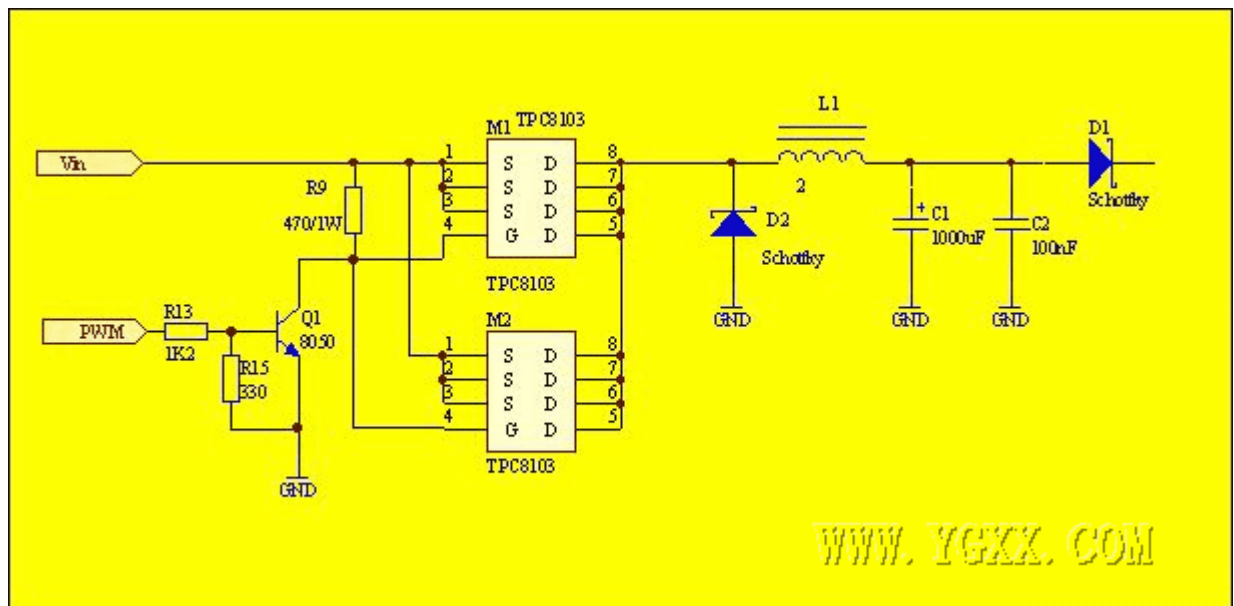 L1
M1 TPC8103
D1
Vin
1 S D 8
2 S D 7
3 S D 6
4 G D 5
R9
470/1W
2
D2
Schottky
+ C1
1000uF
C2
100nF
Schottky
TPC8103
GND
GND
GND
R13
PWM
1K2
Q1
8050
R15
330
M2
1 S D 8
2 S D 7
3 S D 6
4 G D 5
TPC8103
GND
WWW. YGXX. COM